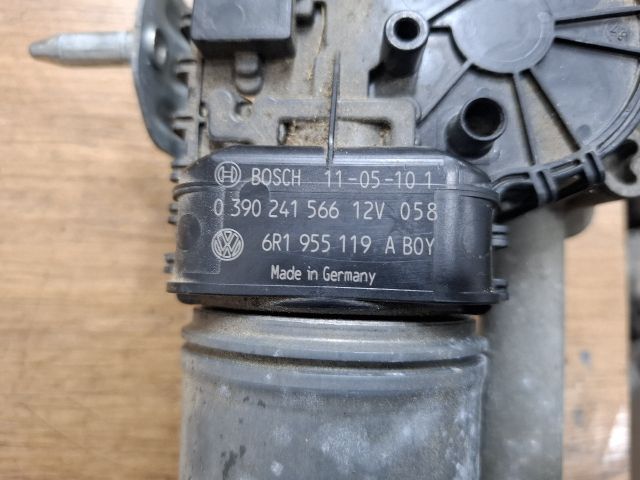 BOSCH 11-05-10 1
0 390 241 566 12V 058
6R1 955 119 A BOY
Made in Germany